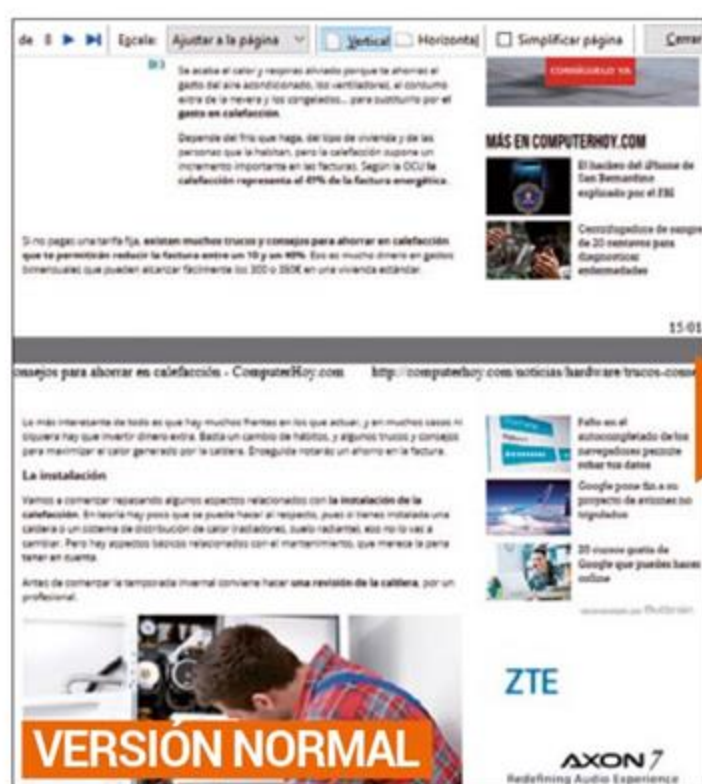 de 8 Escala: Ajustar a la página Vertical Horizontal Simplificar página Cerrar
Se acaba el calor y respiras aliviado porque te ahorras el
gasto del aire acondicionado, los ventiladores, el consumo
extra de la nevera y los congelados... para sustituirlo por el
gasto en calefacción.
Depende del frío que haga, del tipo de vivienda y de las
personas que la habitan, pero la calefacción supone un
incremento importante en las facturas. Según la OCU la
calefacción representa el 49% de la factura energética.
Si no pagas una tarifa fija, existen muchos trucos y consejos para ahorrar en calefacción
que te permitirán reducir la factura entre un 10 y un 40%. Eso es mucho dinero en gastos
bimensuales que pueden alcanzar fácilmente los 300 o 350€ en una vivienda estándar.
CONSÍGUELO YA
MÁS EN COMPUTERHOY.COM
El hackeo del iPhone de
San Bernardino
explicado por el FBI
Centrifugadora de sangre
de 20 centavos para
diagnosticar
enfermedades
15/01
onsejos para ahorrar en calefacción - ComputerHoy.com http://computerhoy.com/noticias/hardware/trucos-conse
Lo más interesante de todo es que hay muchos frentes en los que actuar, y en muchos casos ni
siquiera hay que invertir dinero extra. Basta un cambio de hábitos, y algunos trucos y consejos
para maximizar el calor generado por la caldera. Enseguida notarás un ahorro en la factura.
La instalación
Vamos a comenzar repasando algunos aspectos relacionados con la instalación de la
calefacción. En teoría hay poco que se puede hacer al respecto, pues si tienes instalada una
caldera o un sistema de distribución de calor (radiadores, suelo radiante), eso no lo vas a
cambiar. Pero hay aspectos básicos relacionados con el mantenimiento, que merece la pena
tener en cuenta.
Antes de comenzar la temporada invernal conviene hacer una revisión de la caldera, por un
profesional.
Fallo en el
autocompletado de los
navegadores permite
robar tus datos
Google pone fin a su
proyecto de aviones no
tripulados
20 cursos gratis de
Google que puedes hacer
online
recomendado por Outbrain
ZTE
AXON 7
Redefining Audio Experience
VERSIÓN NORMAL